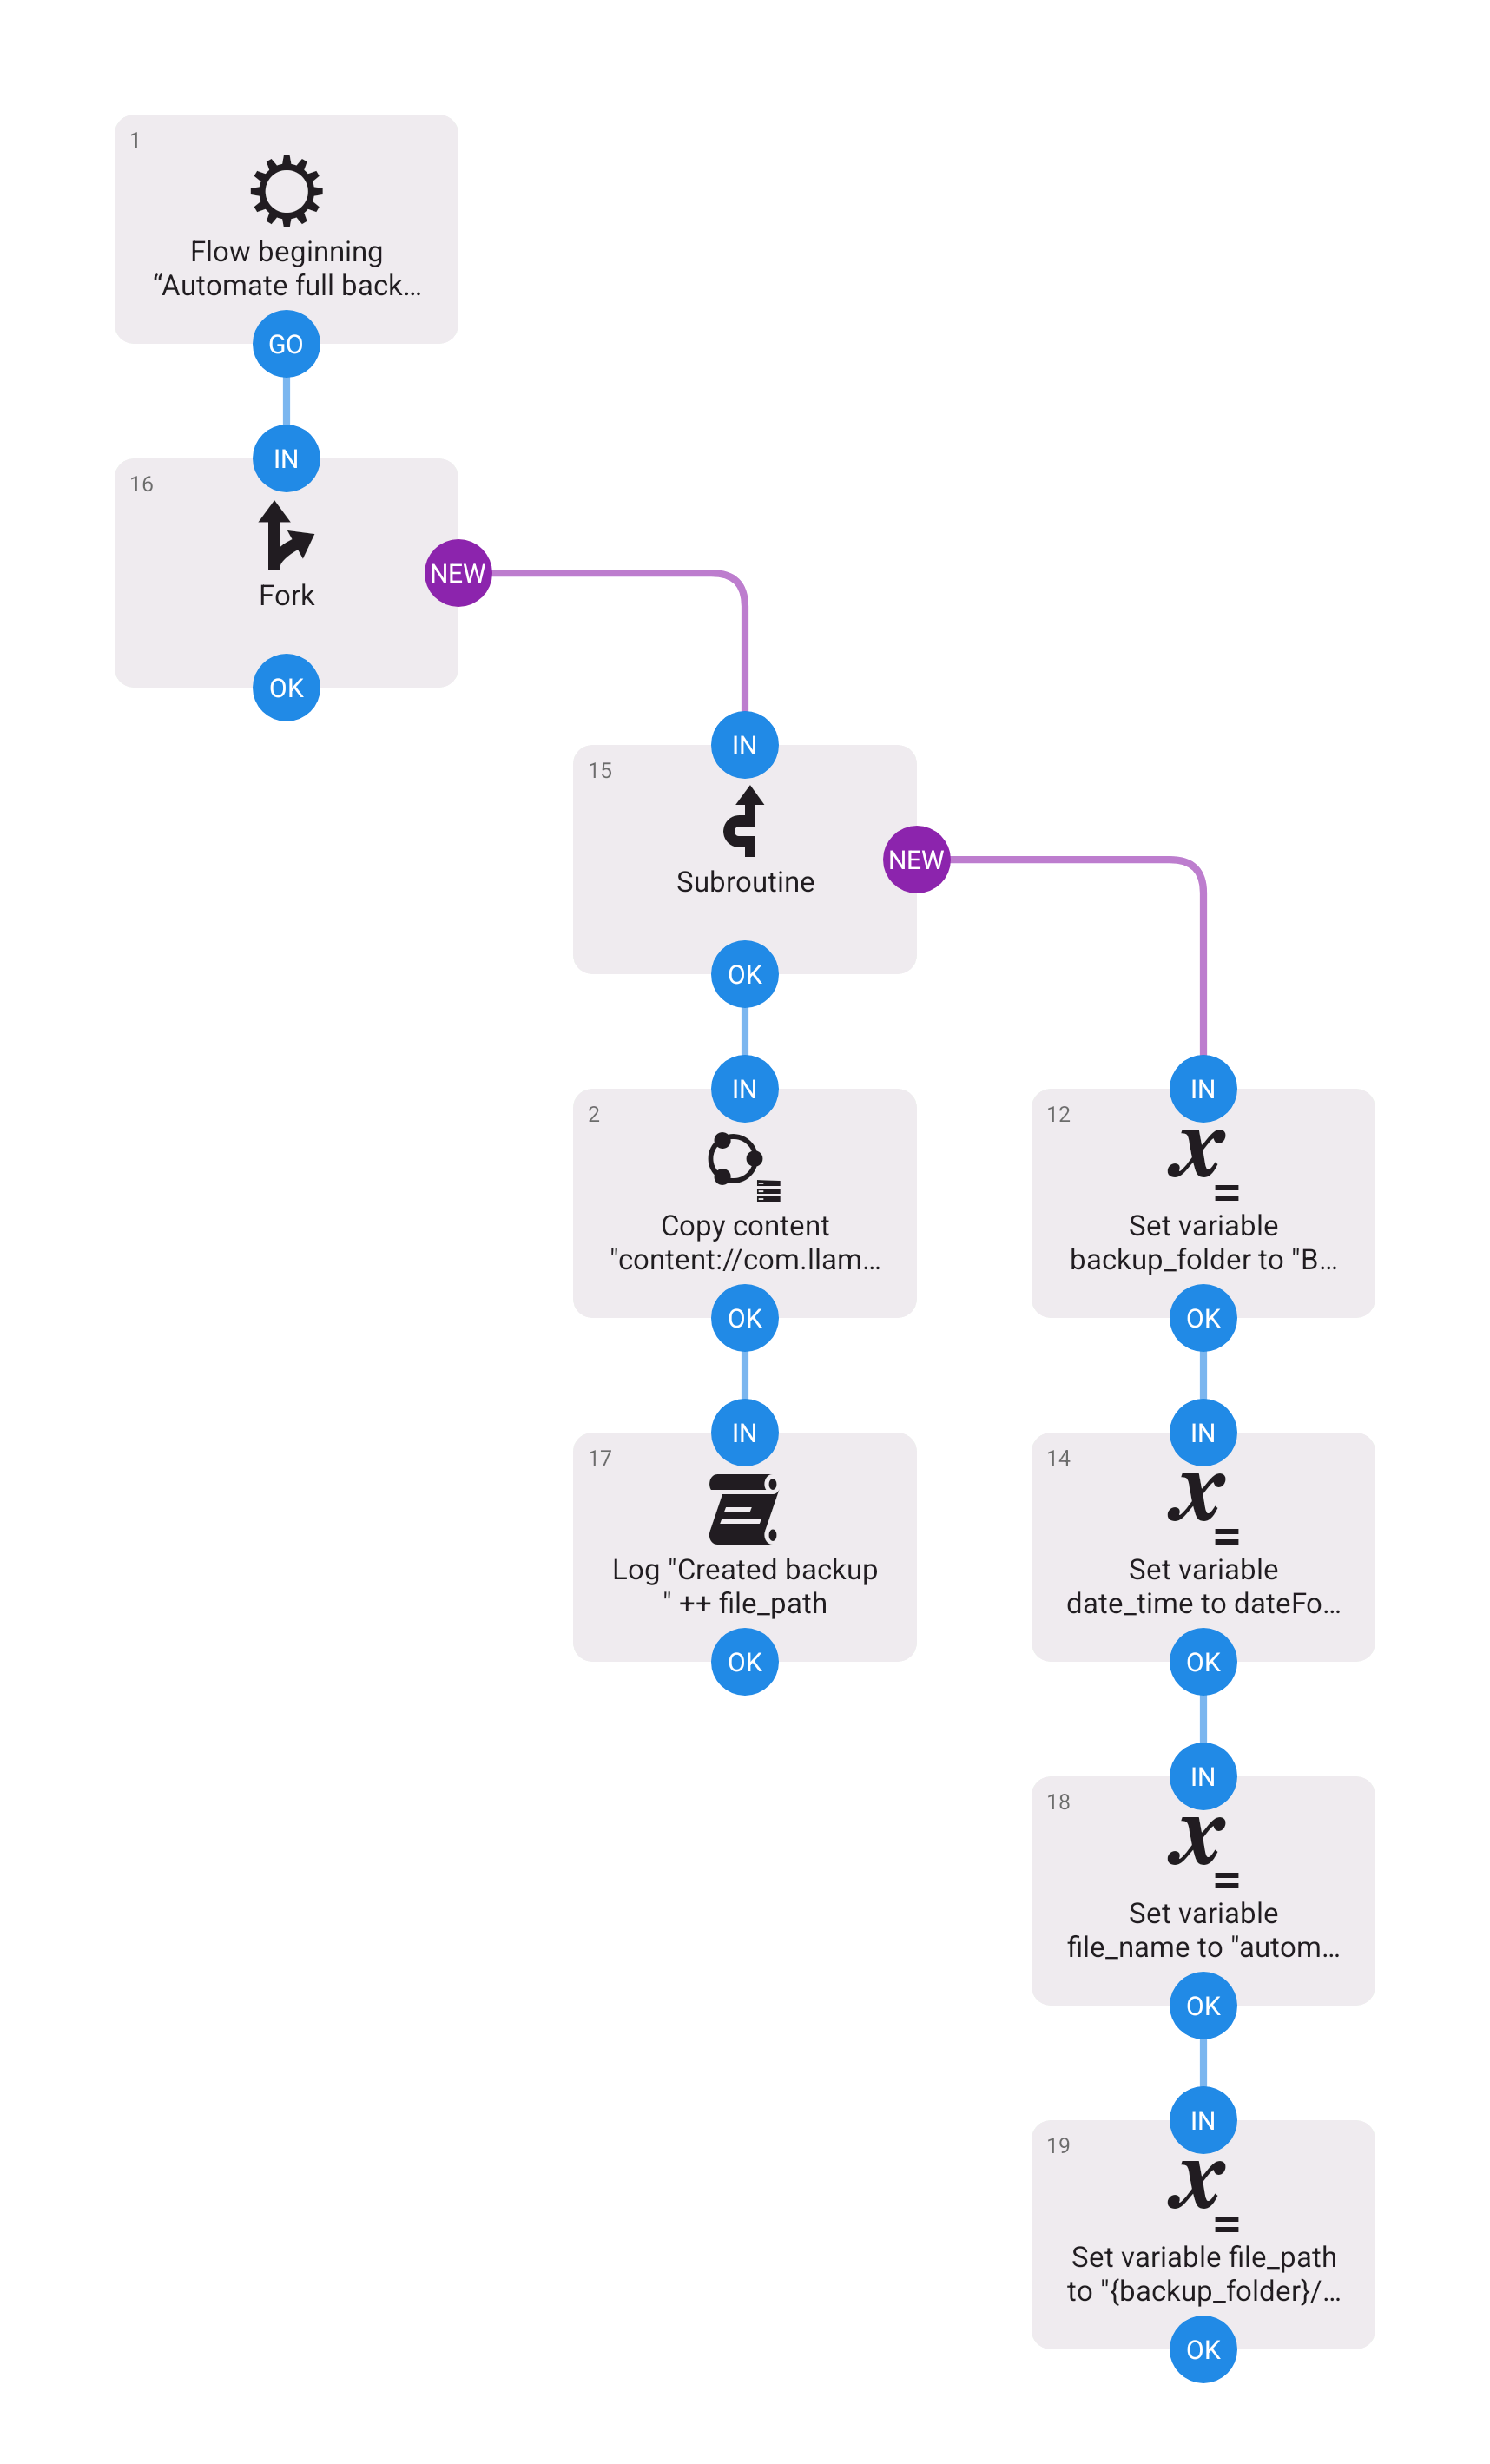 1
Flow beginning
“Automate full back…
GO
IN
16
Fork
NEW
OK
IN
15
Subroutine
NEW
OK
IN
2
Copy content
"content://com.llam…
OK
IN
17
Log "Created backup
" ++ file_path
OK
IN
12
x
=
Set variable
backup_folder to "B…
OK
IN
14
x
=
Set variable
date_time to dateFo…
OK
IN
18
x
=
Set variable
file_name to "autom…
OK
IN
19
x
=
Set variable file_path
to "{backup_folder}/…
OK